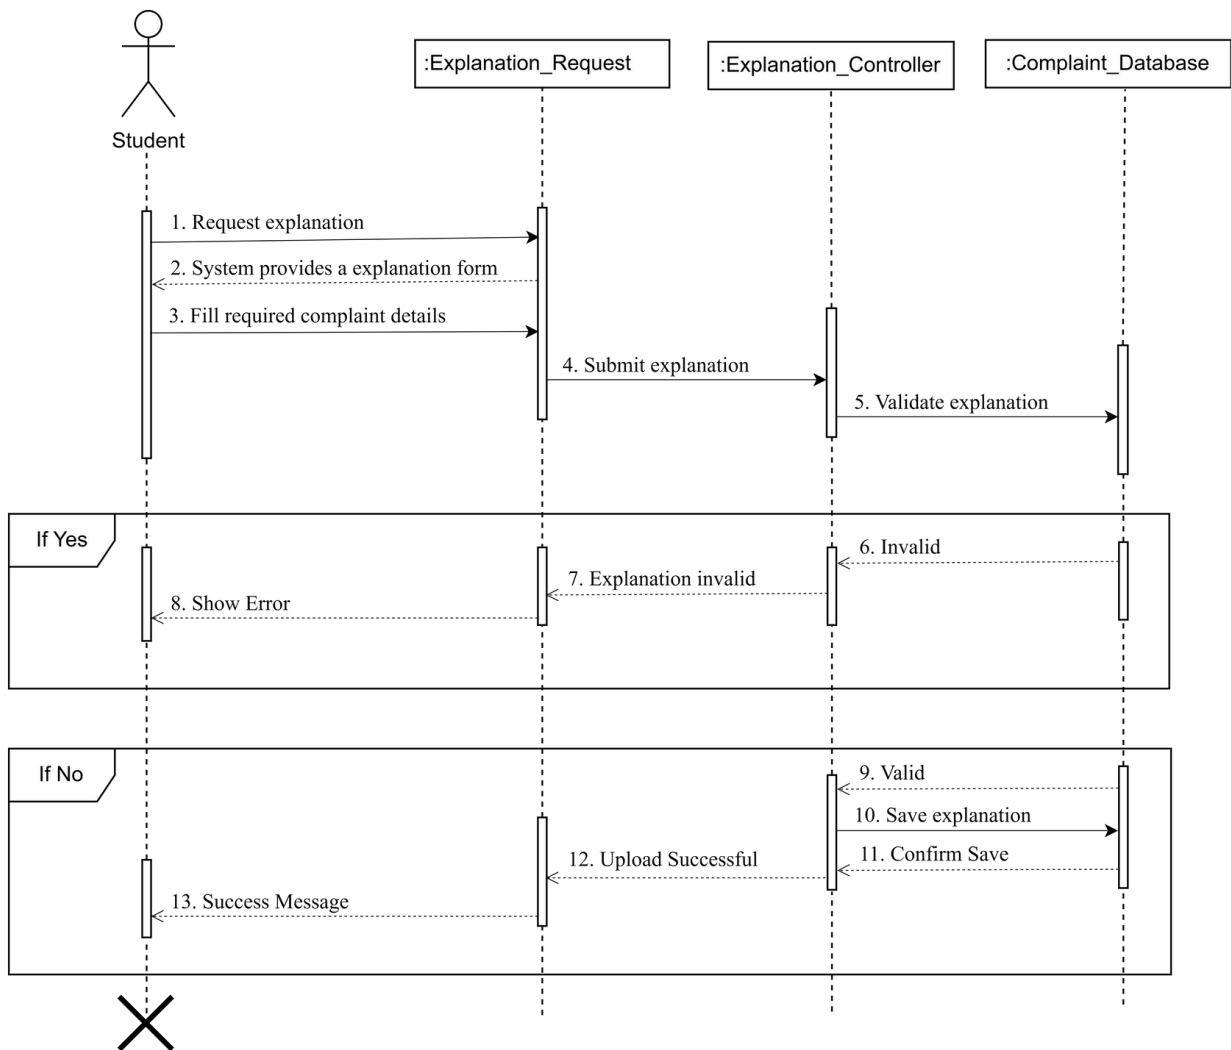 :Explanation_Request
:Explanation_Controller
:Complaint_Database
Student
1. Request explanation
2. System provides a explanation form
3. Fill required complaint details
4. Submit explanation
5. Validate explanation
If Yes
6. Invalid
7. Explanation invalid
8. Show Error
If No
9. Valid
10. Save explanation
11. Confirm Save
12. Upload Successful
13. Success Message